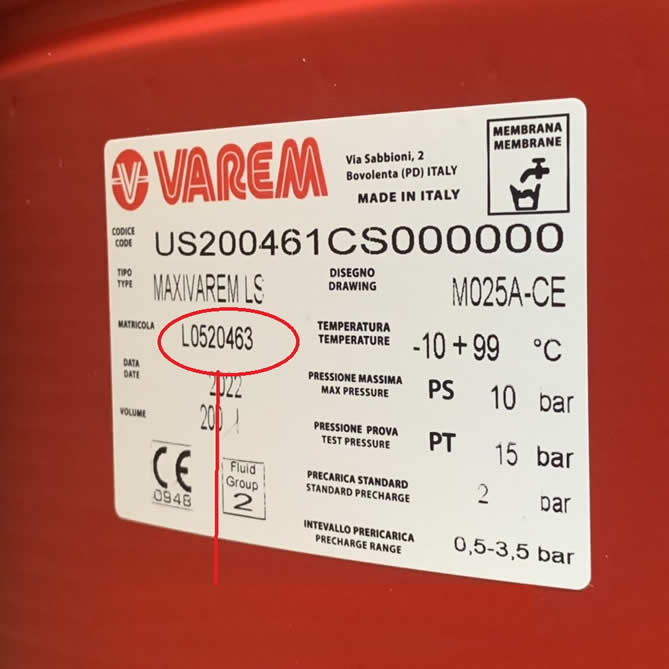 VAREM
Via Sabbioni, 2
Bovolenta (PD) ITALY
MADE IN ITALY
MEMBRANA
MEMBRANE
CODICE
CODE
US200461CS000000
TIPO
TYPE
MAXIVAREM LS
DISEGNO
DRAWING
M025A-CE
MATRICOLA
L0520463
TEMPERATURA
TEMPERATURE
-10 +99 °C
DATA
DATE
2022
PRESSIONE MASSIMA
MAX PRESSURE
PS 10 bar
VOLUME
200 l
PRESSIONE PROVA
TEST PRESSURE
PT 15 bar
CE
0948
Fluid
Group
2
PRECARICA STANDARD
STANDARD PRECHARGE
2 bar
INTEVALLO PRERICARICA
PRECHARGE RANGE
0,5-3,5 bar